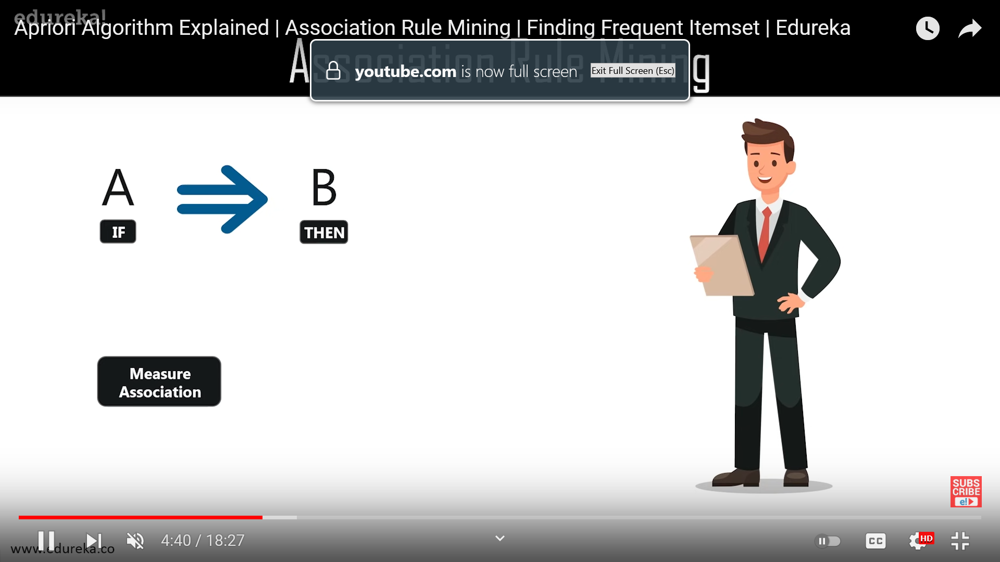 edureka!
Apriori Algorithm Explained | Association Rule Mining | Finding Frequent Itemset | Edureka
Association Rule Mining
youtube.com is now full screen Exit Full Screen (Esc)
A B
IF THEN
Measure
Association
SUBS
CRIBE
e!
4:40 / 18:27 CC HD
www.edureka.co